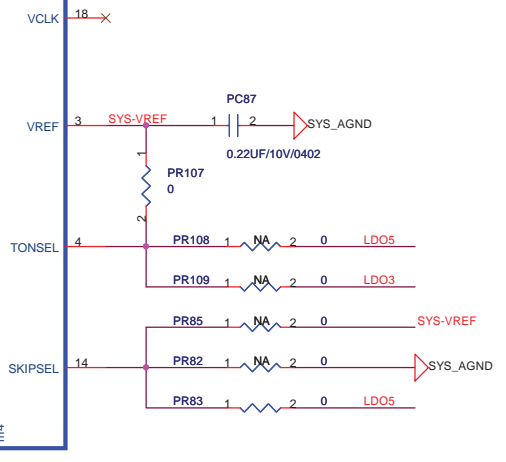 VCLK 18
PC87
VREF 3 SYS-VREF 1 2 SYS_AGND
0.22UF/10V/0402
1
PR107
0
2
TONSEL 4 PR108 1 NA 2 0 LDO5
PR109 1 NA 2 0 LDO3
PR85 1 NA 2 0 SYS-VREF
SKIPSEL 14 PR82 1 NA 2 0 SYS_AGND
PR83 1 2 0 LDO5